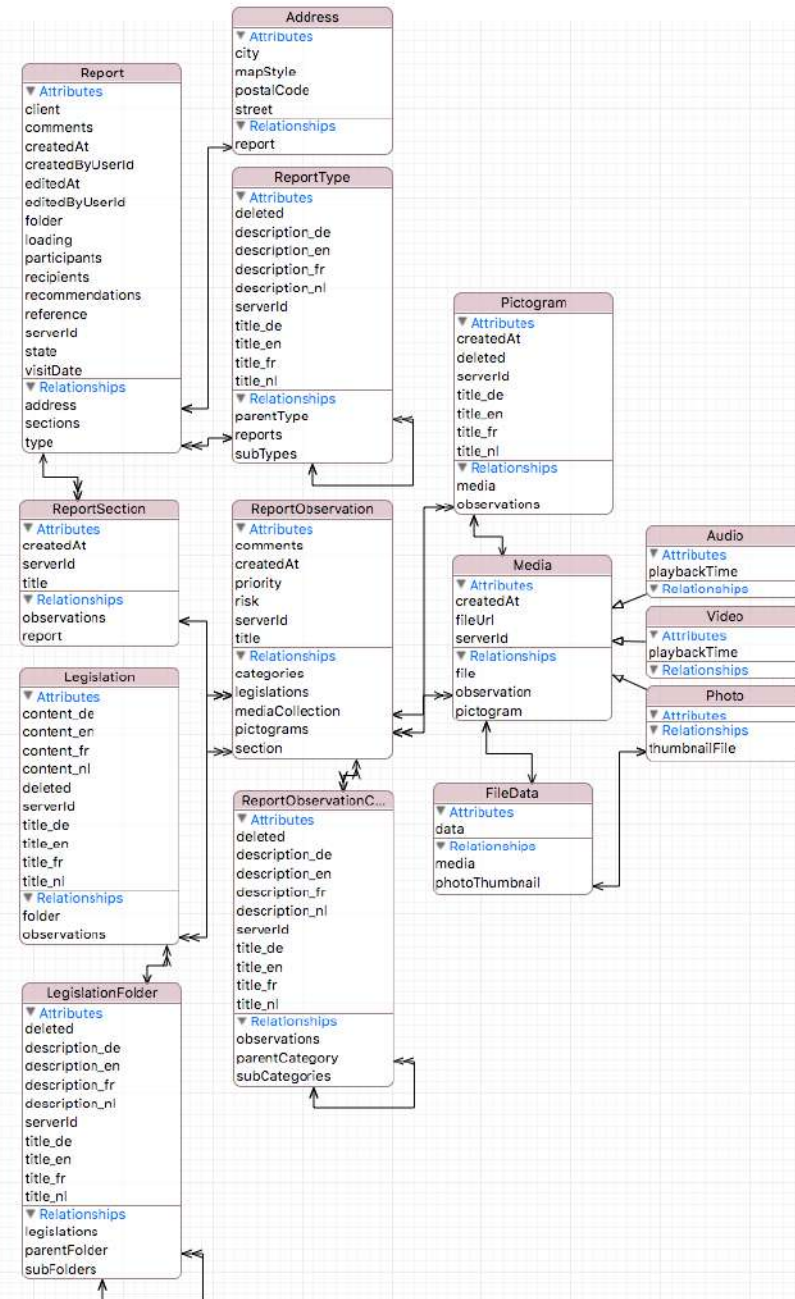 Address
Attributes
city
mapStyle
postalCode
street
Relationships
report
Report
Attributes
client
comments
createdAt
createdByUserId
editedAt
editedByUserId
folder
loading
participants
recipients
recommendations
reference
serverId
state
visitDate
Relationships
address
sections
type
ReportType
Attributes
deleted
description_de
description_en
description_fr
description_nl
serverId
title_de
title_en
title_fr
title_nl
Relationships
parentType
reports
subTypes
Pictogram
Attributes
createdAt
deleted
serverId
title_de
title_en
title_fr
title_nl
Relationships
media
observations
ReportSection
Attributes
createdAt
serverId
title
Relationships
observations
report
ReportObservation
Attributes
comments
createdAt
priority
risk
serverId
title
Relationships
categories
legislations
mediaCollection
pictograms
section
Media
Attributes
createdAt
fileUrl
serverId
Relationships
file
observation
pictogram
Audio
Attributes
playbackTime
Relationships
Video
Attributes
playbackTime
Relationships
Photo
Attributes
Relationships
thumbnailFile
Legislation
Attributes
content_de
content_en
content_fr
content_nl
deleted
serverId
title_de
title_en
title_fr
title_nl
Relationships
folder
observations
ReportObservationC...
Attributes
deleted
description_de
description_en
description_fr
description_nl
serverId
title_de
title_en
title_fr
title_nl
Relationships
observations
parentCategory
subCategories
FileData
Attributes
data
Relationships
media
photoThumbnail
LegislationFolder
Attributes
deleted
description_de
description_en
description_fr
description_nl
serverId
title_de
title_en
title_fr
title_nl
Relationships
legislations
parentFolder
subFolders